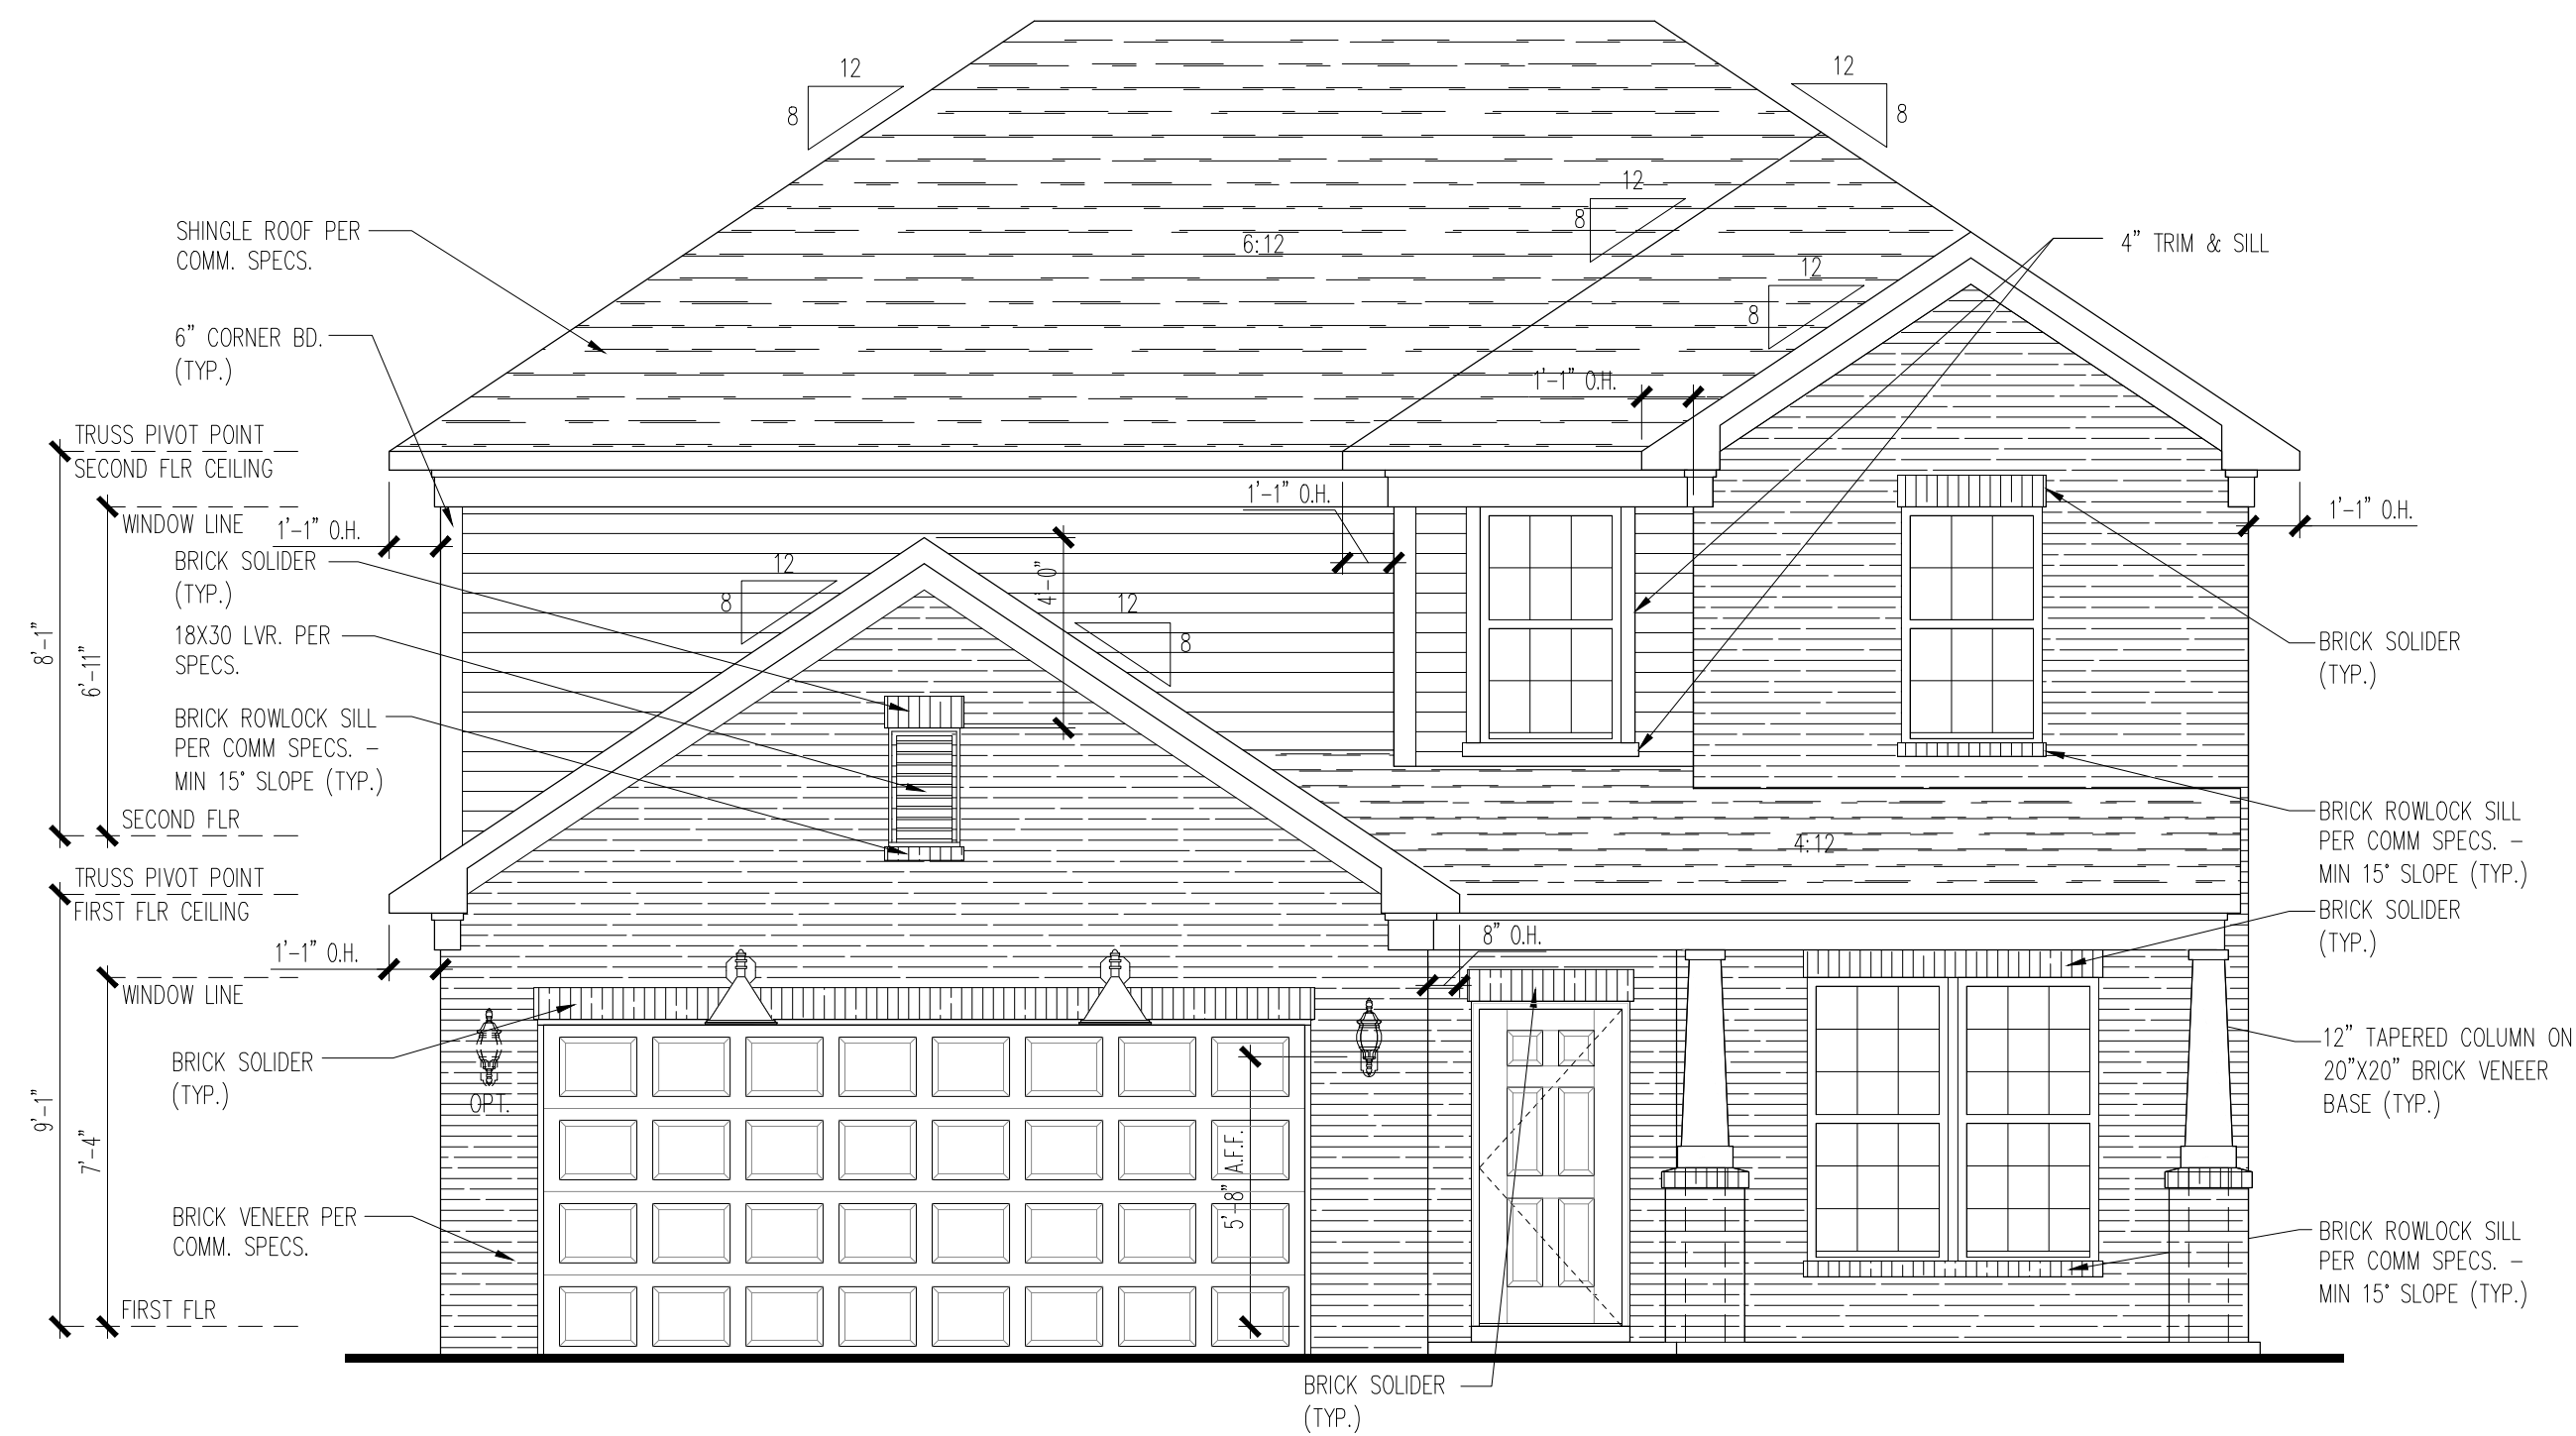 12
8
12
8
12
8
12
8
6:12
SHINGLE ROOF PER
COMM. SPECS.
4" TRIM & SILL
6" CORNER BD.
(TYP.)
1'-1" O.H.
TRUSS PIVOT POINT
SECOND FLR CEILING
WINDOW LINE
1'-1" O.H.
1'-1" O.H.
1'-1" O.H.
BRICK SOLIDER
(TYP.)
12
8
4'-0"
12
8
18X30 LVR. PER
SPECS.
8'-1"
6'-11"
BRICK SOLIDER
(TYP.)
BRICK ROWLOCK SILL
PER COMM SPECS. –
MIN 15° SLOPE (TYP.)
SECOND FLR
BRICK ROWLOCK SILL
PER COMM SPECS. –
MIN 15° SLOPE (TYP.)
4:12
TRUSS PIVOT POINT
FIRST FLR CEILING
BRICK SOLIDER
(TYP.)
1'-1" O.H.
8" O.H.
WINDOW LINE
BRICK SOLIDER
(TYP.)
OPT.
12" TAPERED COLUMN ON
20"X20" BRICK VENEER
BASE (TYP.)
9'-1"
7'-4"
5'-8" A.F.F.
BRICK VENEER PER
COMM. SPECS.
BRICK ROWLOCK SILL
PER COMM SPECS. –
MIN 15° SLOPE (TYP.)
FIRST FLR
BRICK SOLIDER
(TYP.)